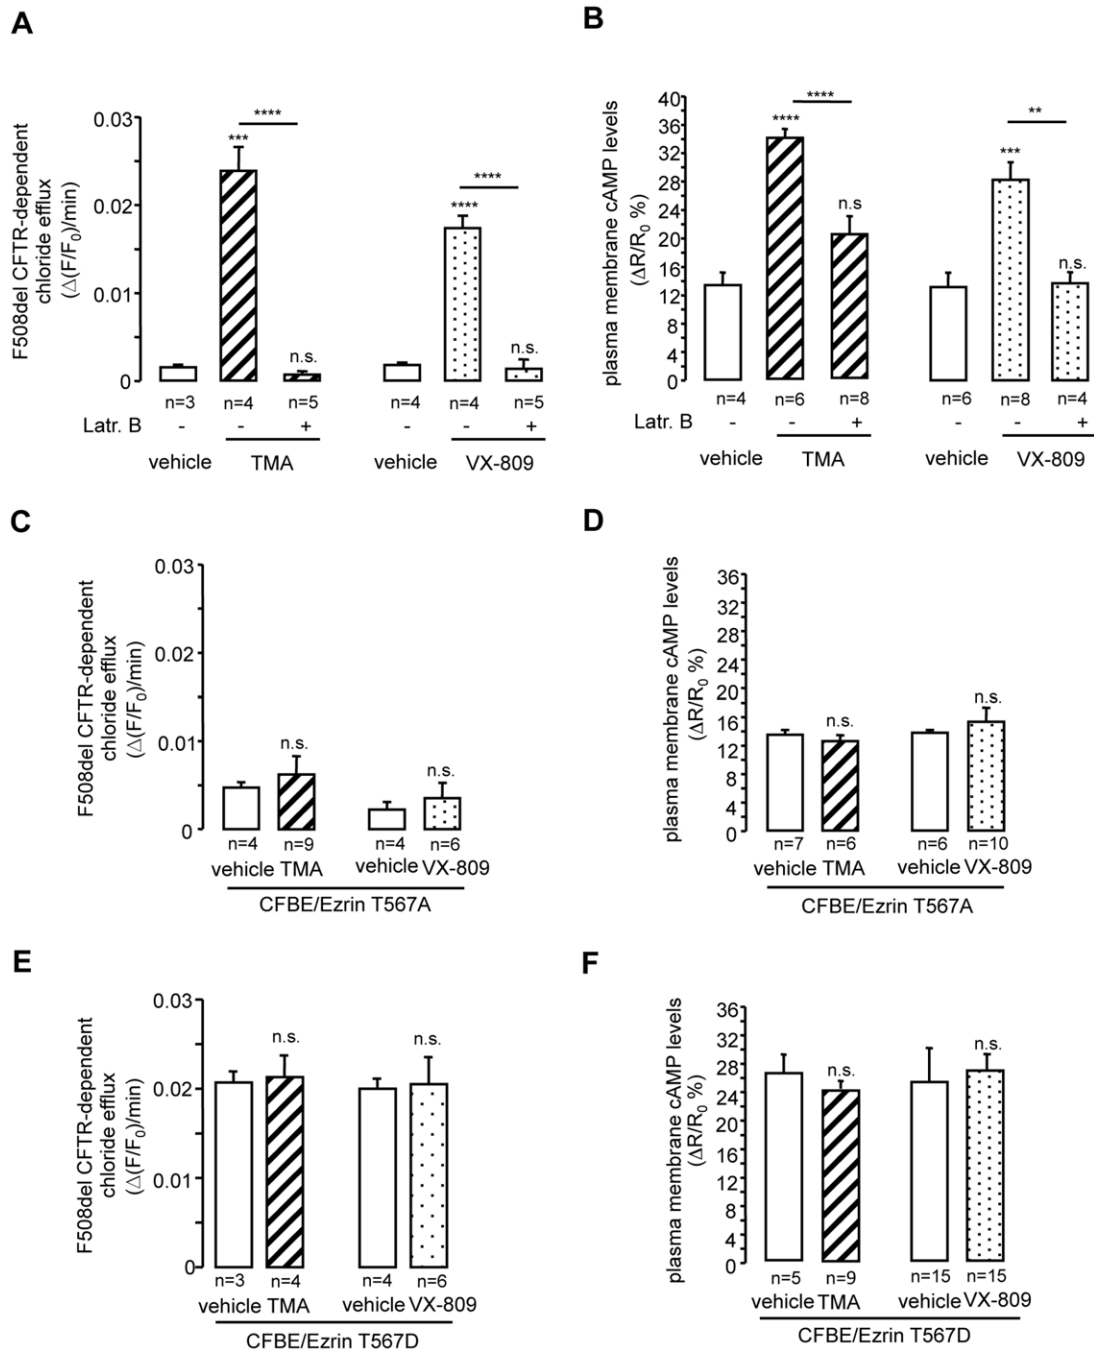 A
F508del CFTR-dependent
chloride efflux
(△(F/F0)/min)
0.03
0.02
0.01
0
***
****
n.s.
****
****
n.s.
n=3 n=4 n=5 n=4 n=4 n=5
Latr. B - - + - - +
vehicle TMA vehicle VX-809
B
plasma membrane cAMP levels
(ΔR/R0 %)
40
36
32
28
24
20
16
12
8
4
0
****
****
n.s
***
**
n.s.
n=4 n=6 n=8 n=6 n=8 n=4
Latr. B - - + - - +
vehicle TMA vehicle VX-809
C
F508del CFTR-dependent
chloride efflux
(△(F/F0)/min)
0.03
0.02
0.01
0
n.s.
n.s.
n=4 n=9 n=4 n=6
vehicle TMA vehicle VX-809
CFBE/Ezrin T567A
D
plasma membrane cAMP levels
(ΔR/R0 %)
36
32
28
24
20
16
12
8
4
0
n.s.
n.s.
n=7 n=6 n=6 n=10
vehicle TMA vehicle VX-809
CFBE/Ezrin T567A
E
F508del CFTR-dependent
chloride efflux
(△(F/F0)/min)
0.03
0.02
0.01
0
n.s.
n.s.
n=3 n=4 n=4 n=6
vehicle TMA vehicle VX-809
CFBE/Ezrin T567D
F
plasma membrane cAMP levels
(ΔR/R0 %)
36
32
28
24
20
16
12
8
4
0
n.s.
n.s.
n=5 n=9 n=15 n=15
vehicle TMA vehicle VX-809
CFBE/Ezrin T567D